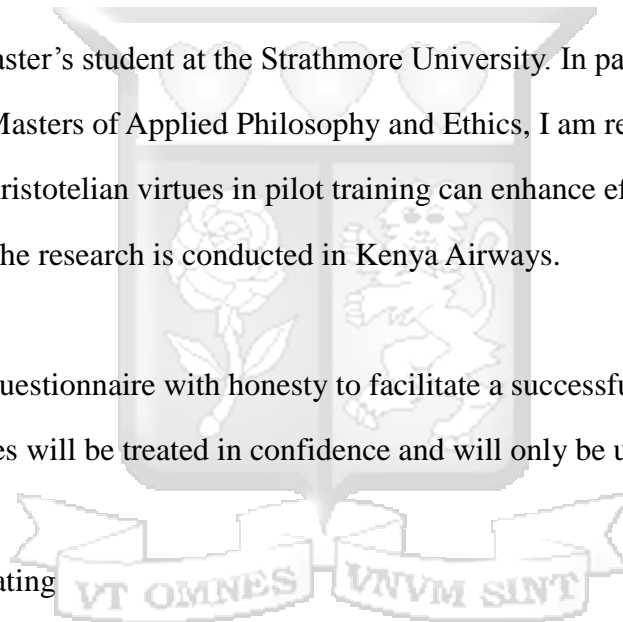 aster’s student at the Strathmore University. In pa
Masters of Applied Philosophy and Ethics, I am re
ristotelian virtues in pilot training can enhance ef
he research is conducted in Kenya Airways.
uestionnaire with honesty to facilitate a successfu
es will be treated in confidence and will only be u
ating
VT OMNES VNVM SINT